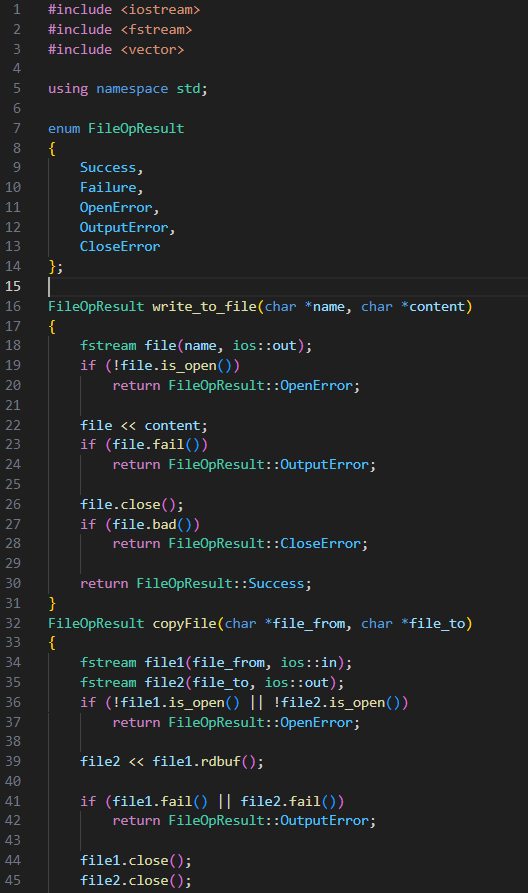 1 #include <iostream>
2 #include <fstream>
3 #include <vector>
4
5 using namespace std;
6
7 enum FileOpResult
8 {
9     Success,
10     Failure,
11     OpenError,
12     OutputError,
13     CloseError
14 };
15
16 FileOpResult write_to_file(char *name, char *content)
17 {
18     fstream file(name, ios::out);
19     if (!file.is_open())
20         return FileOpResult::OpenError;
21
22     file << content;
23     if (file.fail())
24         return FileOpResult::OutputError;
25
26     file.close();
27     if (file.bad())
28         return FileOpResult::CloseError;
29
30     return FileOpResult::Success;
31 }
32 FileOpResult copyFile(char *file_from, char *file_to)
33 {
34     fstream file1(file_from, ios::in);
35     fstream file2(file_to, ios::out);
36     if (!file1.is_open() || !file2.is_open())
37         return FileOpResult::OpenError;
38
39     file2 << file1.rdbuf();
40
41     if (file1.fail() || file2.fail())
42         return FileOpResult::OutputError;
43
44     file1.close();
45     file2.close();